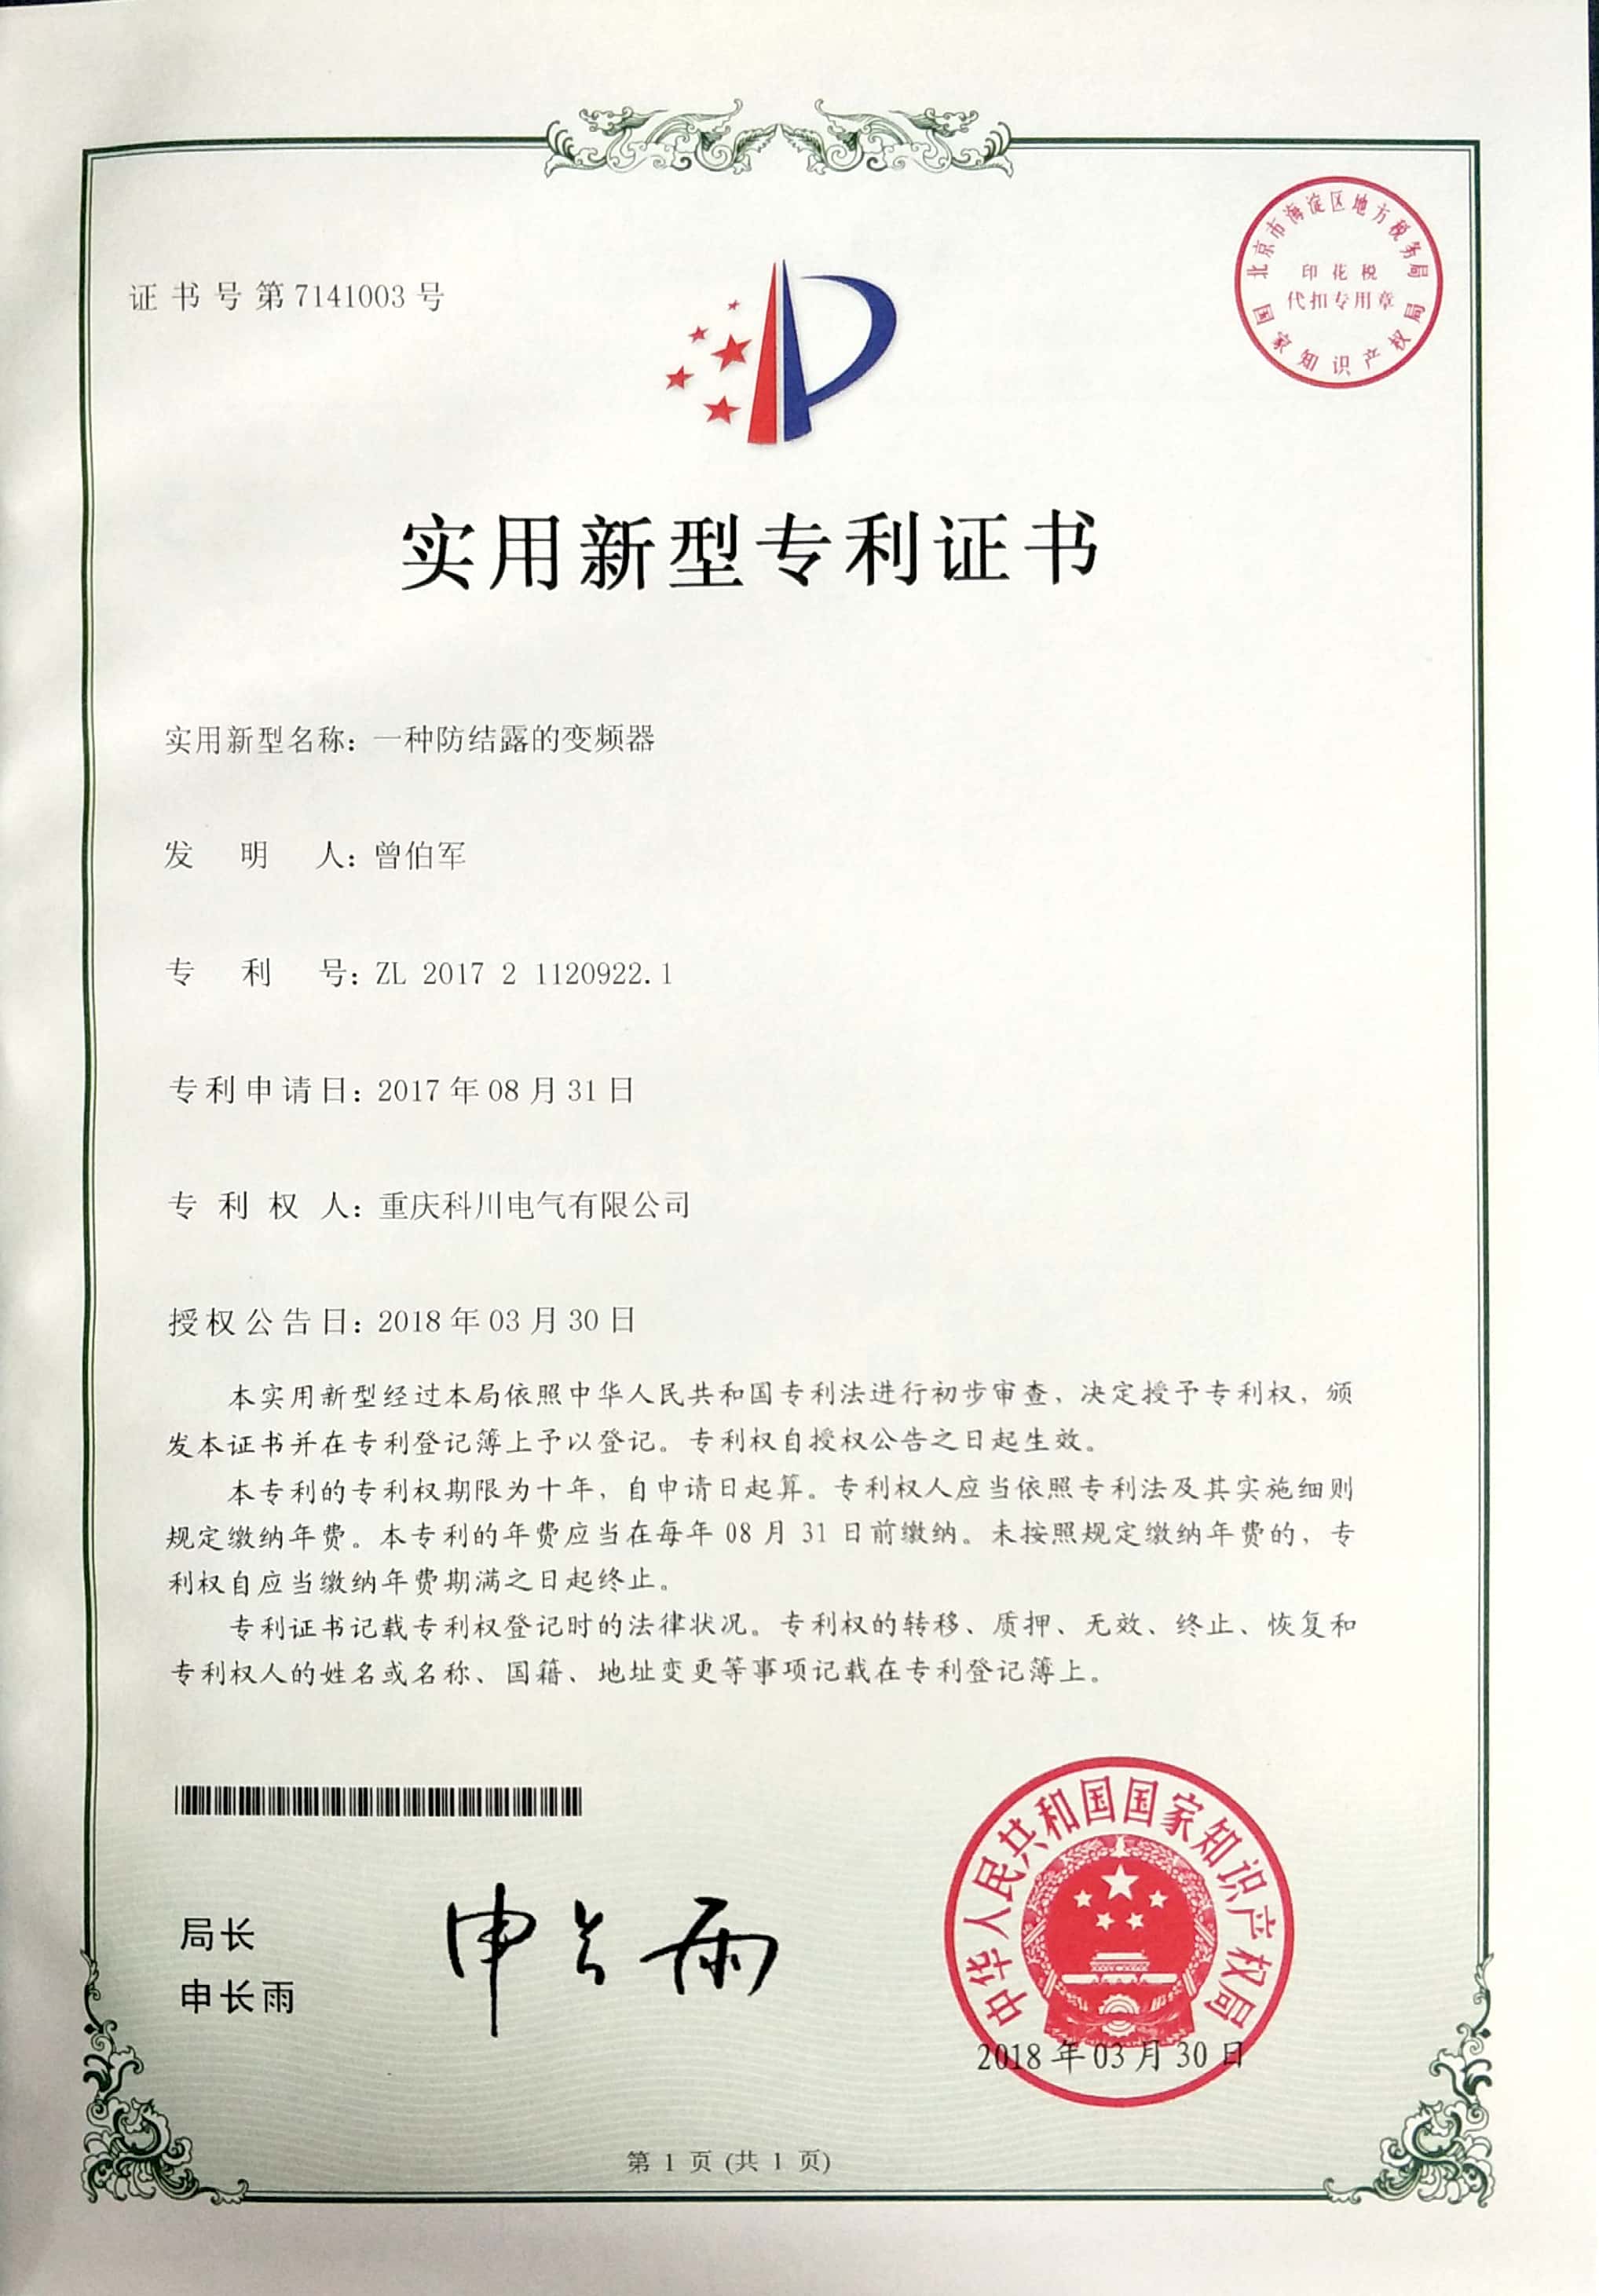 证书号第7141003号
北京市海淀区地方税务局
印花税
代扣专用章
国家知识产权局
实用新型专利证书
实用新型名称：一种防结露的变频器
发明人：曾伯军
专利号：ZL 2017 2 1120922.1
专利申请日：2017年08月31日
专利权人：重庆科川电气有限公司
授权公告日：2018年03月30日
本实用新型经过本局依照中华人民共和国专利法进行初步审查，决定授予专利权，颁
发本证书并在专利登记簿上予以登记。专利权自授权公告之日起生效。
本专利的专利权期限为十年，自申请日起算。专利权人应当依照专利法及其实施细则
规定缴纳年费。本专利的年费应当在每年08月31日前缴纳。未按照规定缴纳年费的，专
利权自应当缴纳年费期满之日起终止。
专利证书记载专利权登记时的法律状况。专利权的转移、质押、无效、终止、恢复和
专利权人的姓名或名称、国籍、地址变更等事项记载在专利登记簿上。
局长
申长雨
申长雨
中华人民共和国国家知识产权局
2018年03月30日
第1页(共1页)